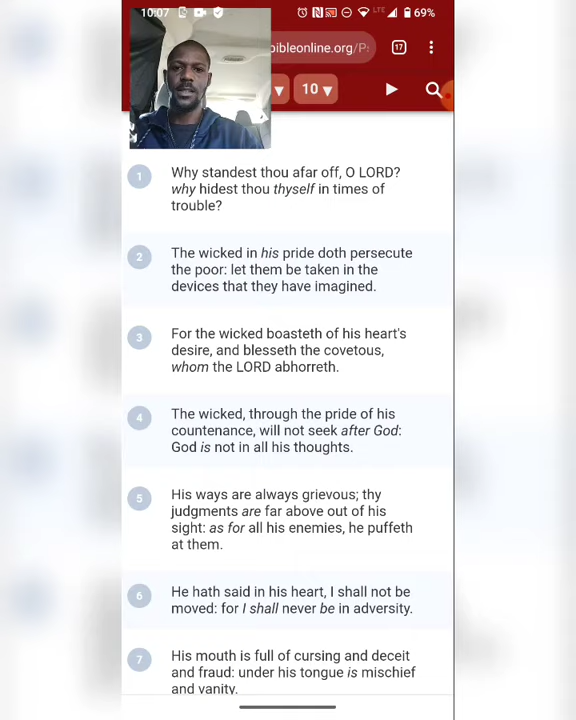 10:07 LTE 69%
bibleonline.org/P
17
10
1
Why standest thou afar off, O LORD?
why hidest thou thyself in times of
trouble?
2
The wicked in his pride doth persecute
the poor: let them be taken in the
devices that they have imagined.
3
For the wicked boasteth of his heart's
desire, and blesseth the covetous,
whom the LORD abhorreth.
4
The wicked, through the pride of his
countenance, will not seek after God:
God is not in all his thoughts.
5
His ways are always grievous; thy
judgments are far above out of his
sight: as for all his enemies, he puffeth
at them.
6
He hath said in his heart, I shall not be
moved: for I shall never be in adversity.
7
His mouth is full of cursing and deceit
and fraud: under his tongue is mischief
and vanity.